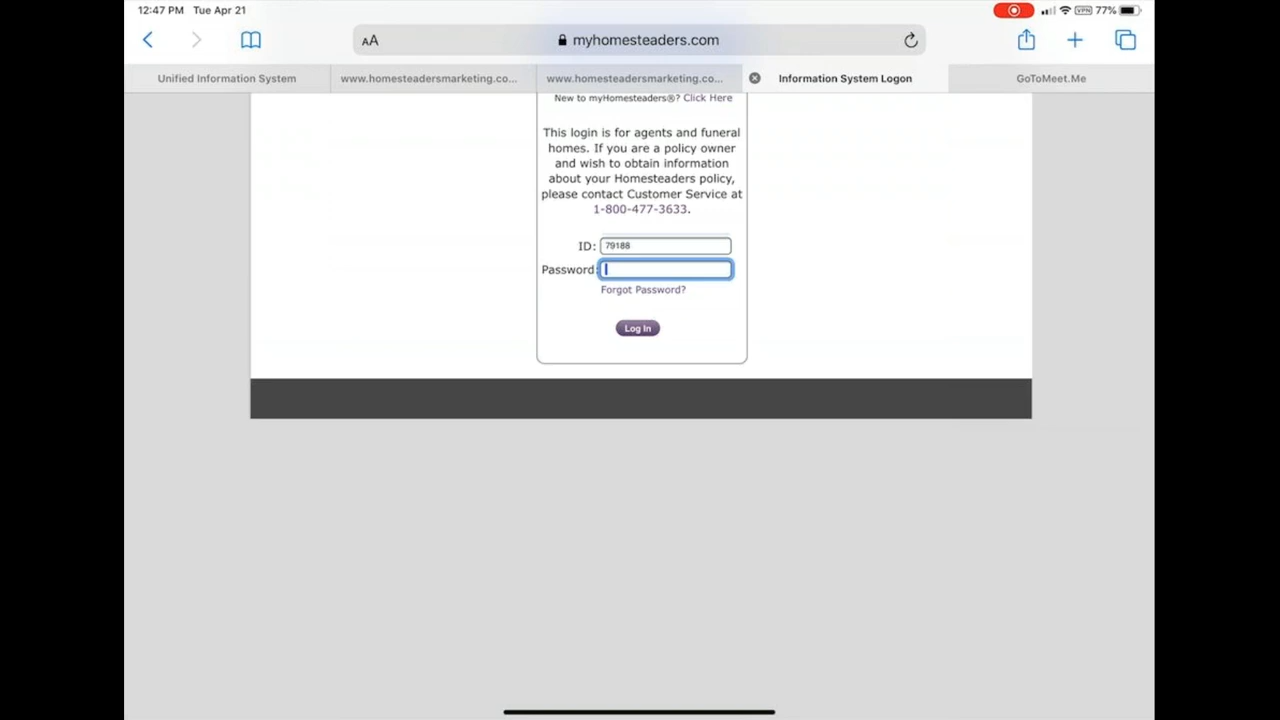 12:47 PM Tue Apr 21
VPN 77%
AA myhomesteaders.com
Unified Information System
www.homesteadersmarketing.co...
www.homesteadersmarketing.co...
Information System Logon
GoToMeet.Me
New to myHomesteaders®? Click Here
This login is for agents and funeral
homes. If you are a policy owner
and wish to obtain information
about your Homesteaders policy,
please contact Customer Service at
1-800-477-3633.
ID: 79188
Password:
Forgot Password?
Log In